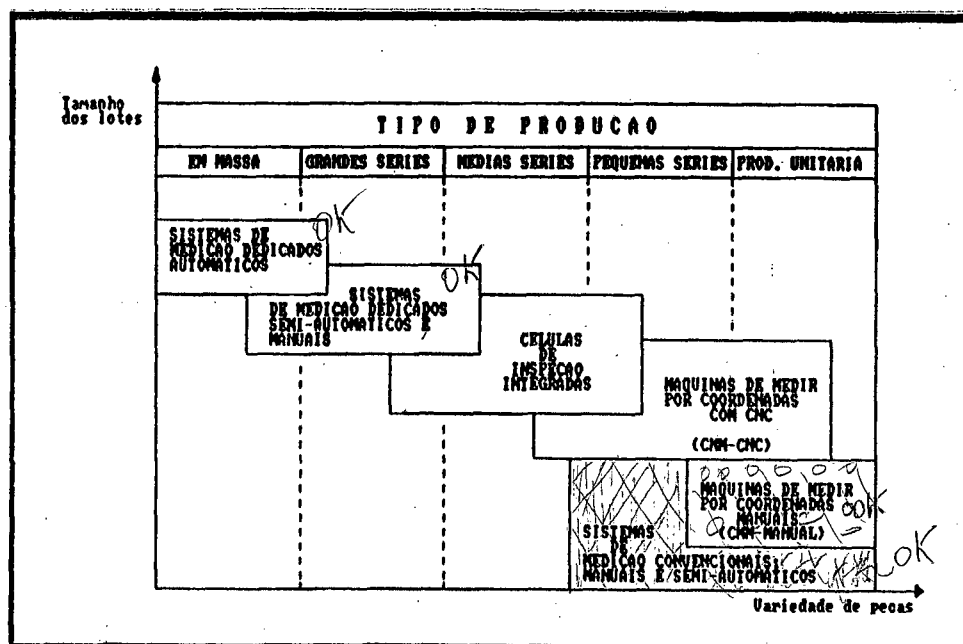 Tamanho
dos lotes
TIPO DE PRODUCAO
EM MASSA
GRANDES SERIES
MEDIAS SERIES
PEQUEMAS SERIES
PROD. UMITARIA
SISTEMAS DE
MEDICAO DEDICADOS
AUTOMATICOS
OK
SISTEMAS
DE MEDICAO DEDICADOS
SEMI-AUTOMATICOS E
MANUAIS
OK
CELULAS
DE
INSPECAO
INTEGRADAS
MAQUINAS DE MEDIR
POR COORDENADAS
COM CNC
(CMM-CNC)
MAQUINAS DE MEDIR
POR COORDENADAS
MANUAIS
(CMM-MANUAL)
OK
SISTEMAS
DE
MEDICAO CONVENCIONAIS:
MANUAIS E/SEMI-AUTOMATICOS
OK
Variedade de pecas